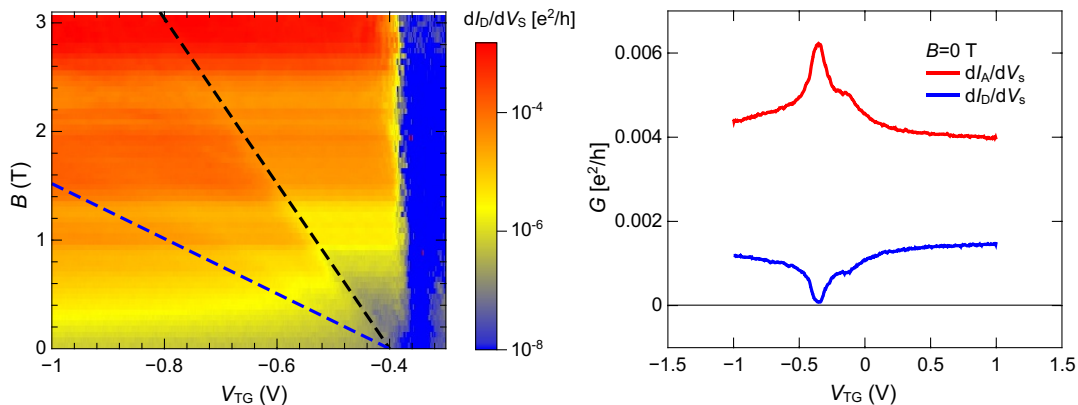 dI_D/dV_S [e²/h]
3
2
1
0
B (T)
−1
−0.8
−0.6
−0.4
V_TG (V)
10⁻⁴
10⁻⁶
10⁻⁸
B=0 T
dI_A/dV_s
dI_D/dV_s
0.006
0.004
0.002
0
G [e²/h]
−1.5
−1
−0.5
0
0.5
1
1.5
V_TG (V)